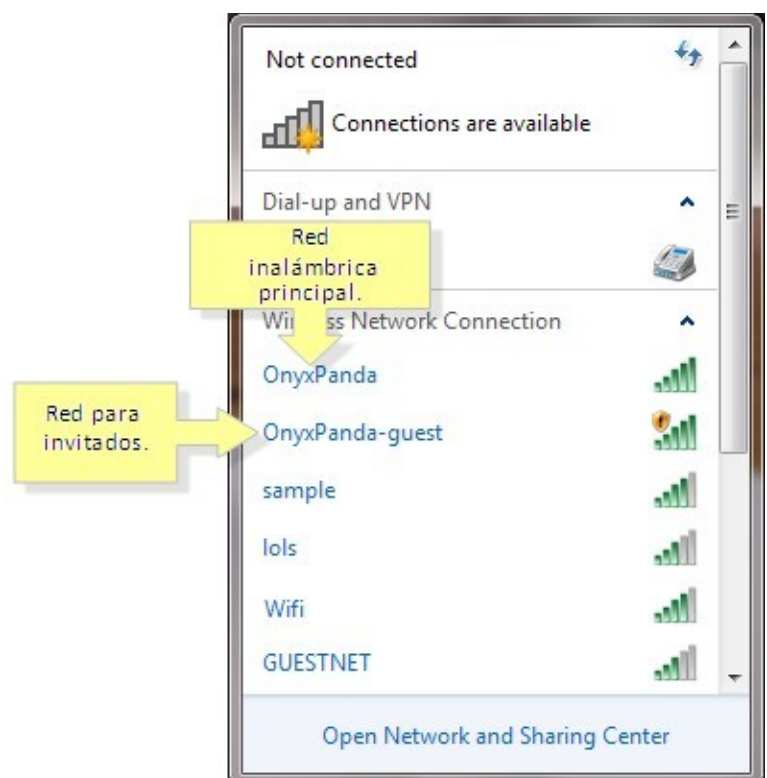 Not connected
Connections are available
Dial-up and VPN
Red
inalámbrica
principal.
Wi ss Network Connection
OnyxPanda
Red para
invitados.
OnyxPanda-guest
sample
lols
Wifi
GUESTNET
Open Network and Sharing Center